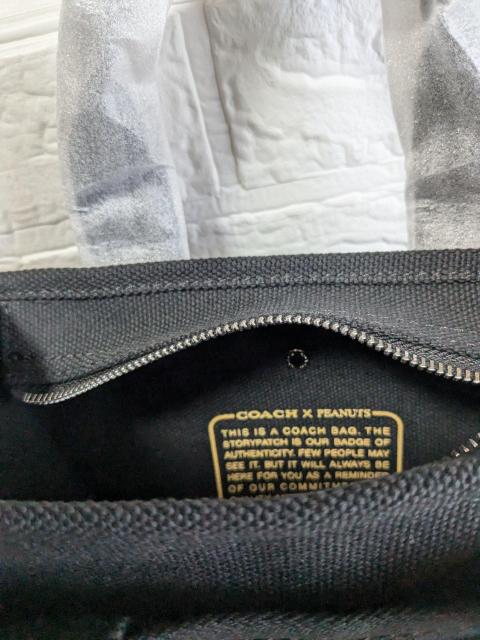 COACH X PEANUTS
THIS IS A COACH BAG. THE
STORYPATCH IS OUR BADGE OF
AUTHENTICITY. FEW PEOPLE MAY
SEE IT. BUT IT WILL ALWAYS BE
HERE FOR YOU AS A REMINDER
OF OUR COMMITM